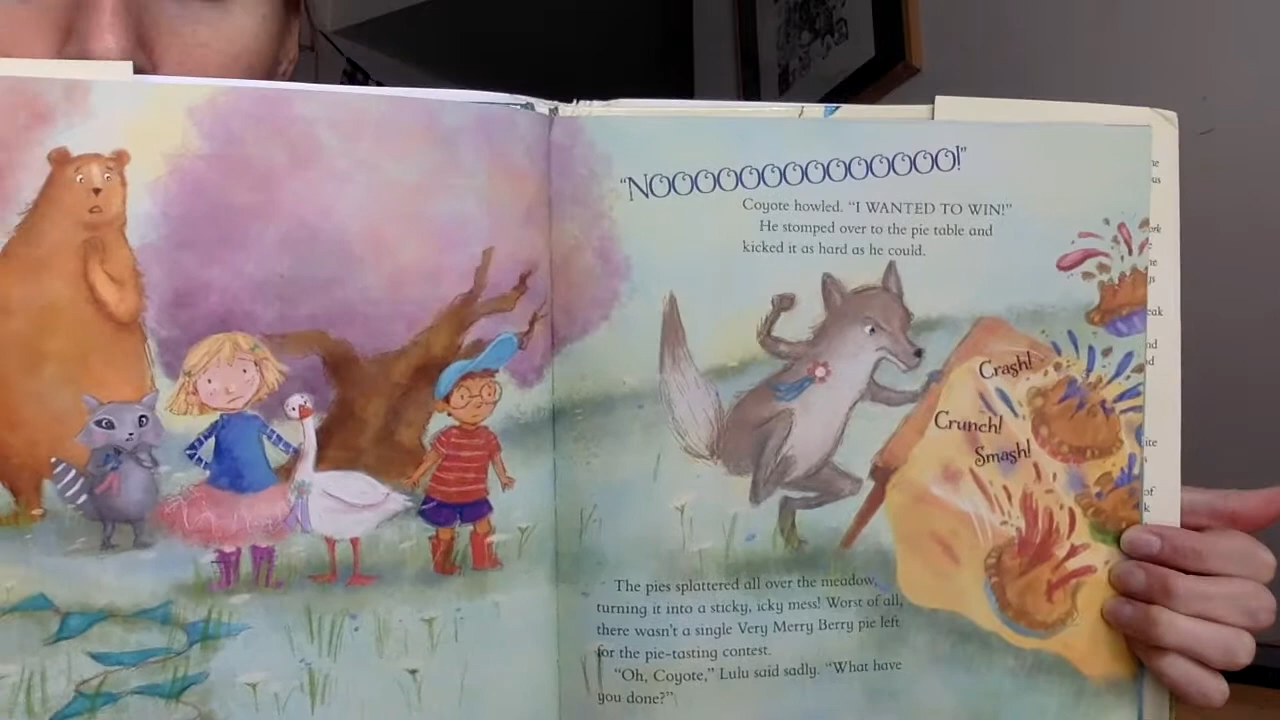 "NOOOOOOOOOOOOOO!"
Coyote howled. "I WANTED TO WIN!"
He stomped over to the pie table and
kicked it as hard as he could.
Crash!
Crunch!
Smash!
The pies splattered all over the meadow,
turning it into a sticky, icky mess! Worst of all,
there wasn't a single Very Merry Berry pie left
for the pie-tasting contest.
"Oh, Coyote," Lulu said sadly. "What have
you done?"